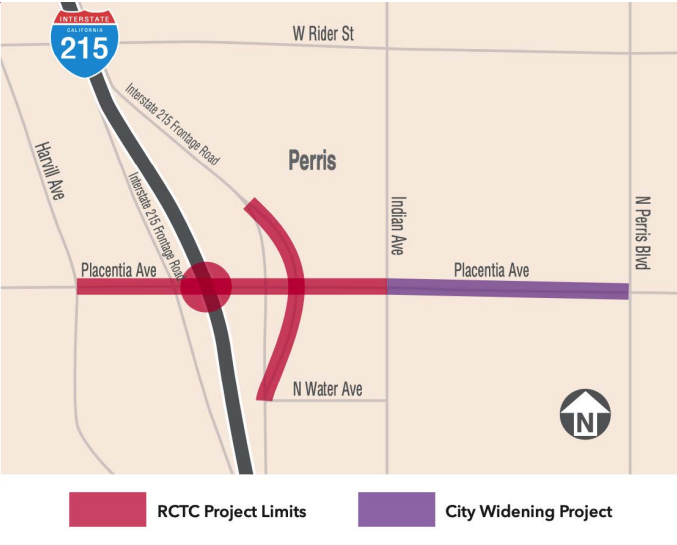 INTERSTATE
CALIFORNIA
215
W Rider St
Interstate 215 Frontage Road
Harvill Ave
Perris
Interstate 215 Frontage Road
Indian Ave
N Perris Blvd
Placentia Ave
Placentia Ave
N Water Ave
N
RCTC Project Limits
City Widening Project